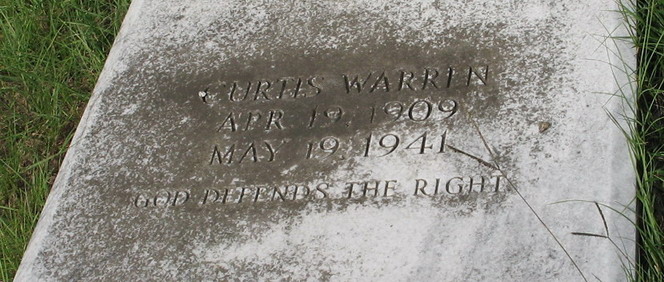 CURTIS WARREN
APR 19 1909
MAY 19 1941
GOD DEFENDS THE RIGHT